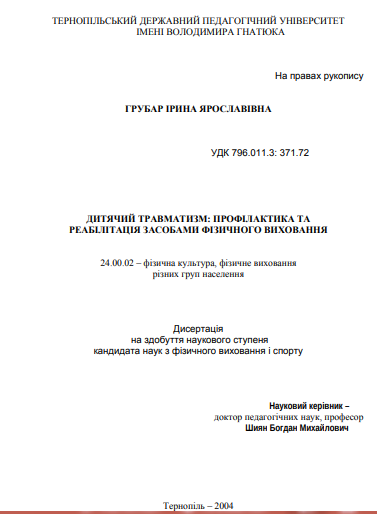 ТЕРНОПІЛЬСЬКИЙ ДЕРЖАВНИЙ ПЕДАГОГІЧНИЙ УНІВЕРСИТЕТ
ІМЕНІ ВОЛОДИМИРА ГНАТЮКА
На правах рукопису
ГРУБАР ІРИНА ЯРОСЛАВІВНА
УДК 796.011.3: 371.72
ДИТЯЧИЙ ТРАВМАТИЗМ: ПРОФІЛАКТИКА ТА
РЕАБІЛІТАЦІЯ ЗАСОБАМИ ФІЗИЧНОГО ВИХОВАННЯ
24.00.02 – фізична культура, фізичне виховання
різних груп населення
Дисертація
на здобуття наукового ступеня
кандидата наук з фізичного виховання і спорту
Науковий керівник –
доктор педагогічних наук, професор
Шиян Богдан Михайлович
Тернопіль – 2004